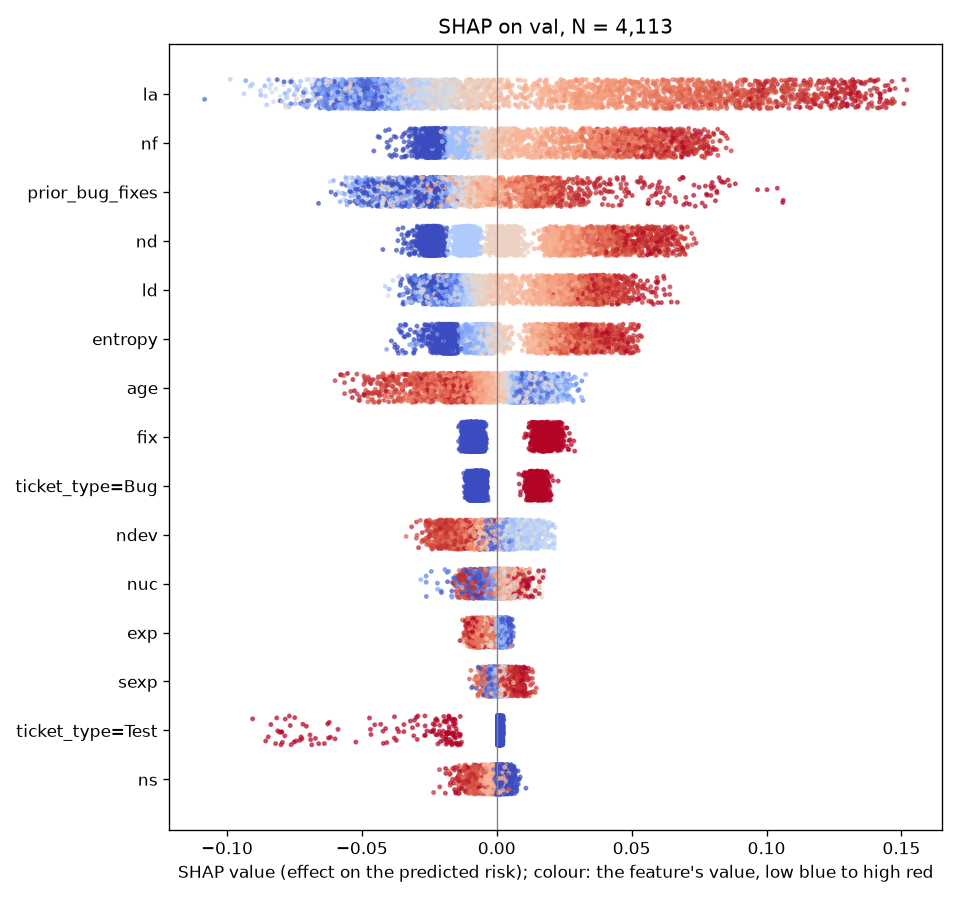 SHAP on val, N = 4,113
la
nf
prior_bug_fixes
nd
ld
entropy
age
fix
ticket_type=Bug
ndev
nuc
exp
sexp
ticket_type=Test
ns
−0.10 −0.05 0.00 0.05 0.10 0.15
SHAP value (effect on the predicted risk); colour: the feature's value, low blue to high red